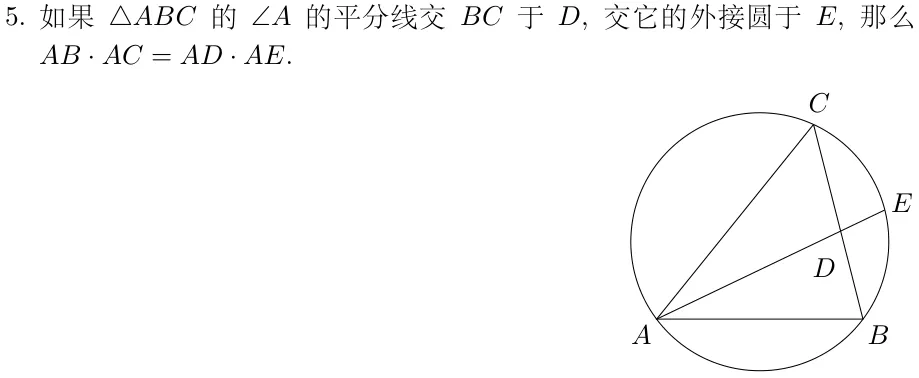 5. 如果 △ABC 的 ∠A 的平分线交 BC 于 D, 交它的外接圆于 E, 那么
AB · AC = AD · AE.
C
E
D
A
B